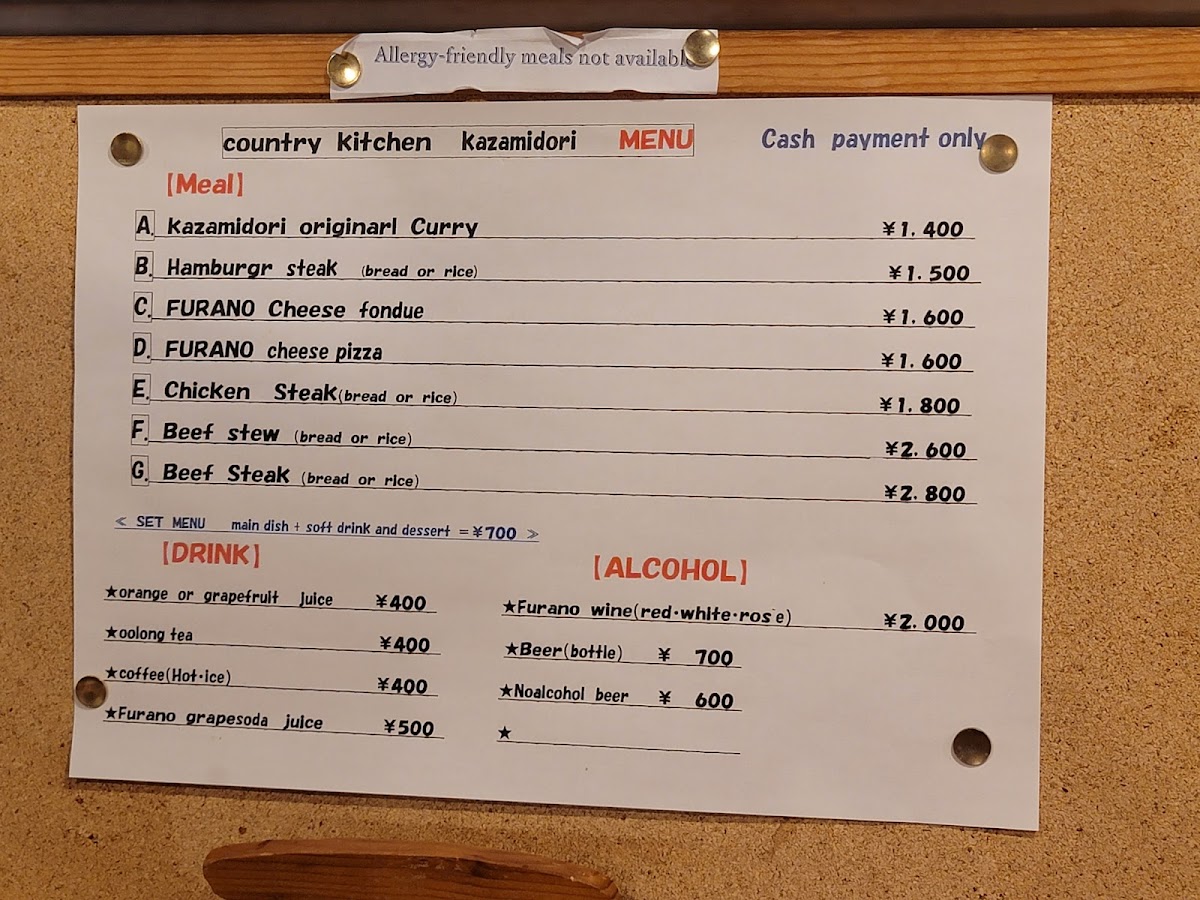 Allergy-friendly meals not available
country Kitchen kazamidori MENU Cash payment only
【Meal】
A. Kazamidori originarl Curry ¥1.400
B. Hamburgr steak (bread or rice) ¥1.500
C. FURANO Cheese fondue ¥1.600
D. FURANO cheese pizza ¥1.600
E. Chicken Steak(bread or rice) ¥1.800
F. Beef stew (bread or rice) ¥2.600
G. Beef Steak (bread or rice) ¥2.800
≪ SET MENU main dish + soft drink and dessert =¥700 ≫
【DRINK】
★orange or grapefruit Juice ¥400
★oolong tea ¥400
★coffee(Hot・ice) ¥400
★Furano grapesoda juice ¥500
【ALCOHOL】
★Furano wine(red・white・rose) ¥2.000
★Beer(bottle) ¥ 700
★Noalcohol beer ¥ 600
★